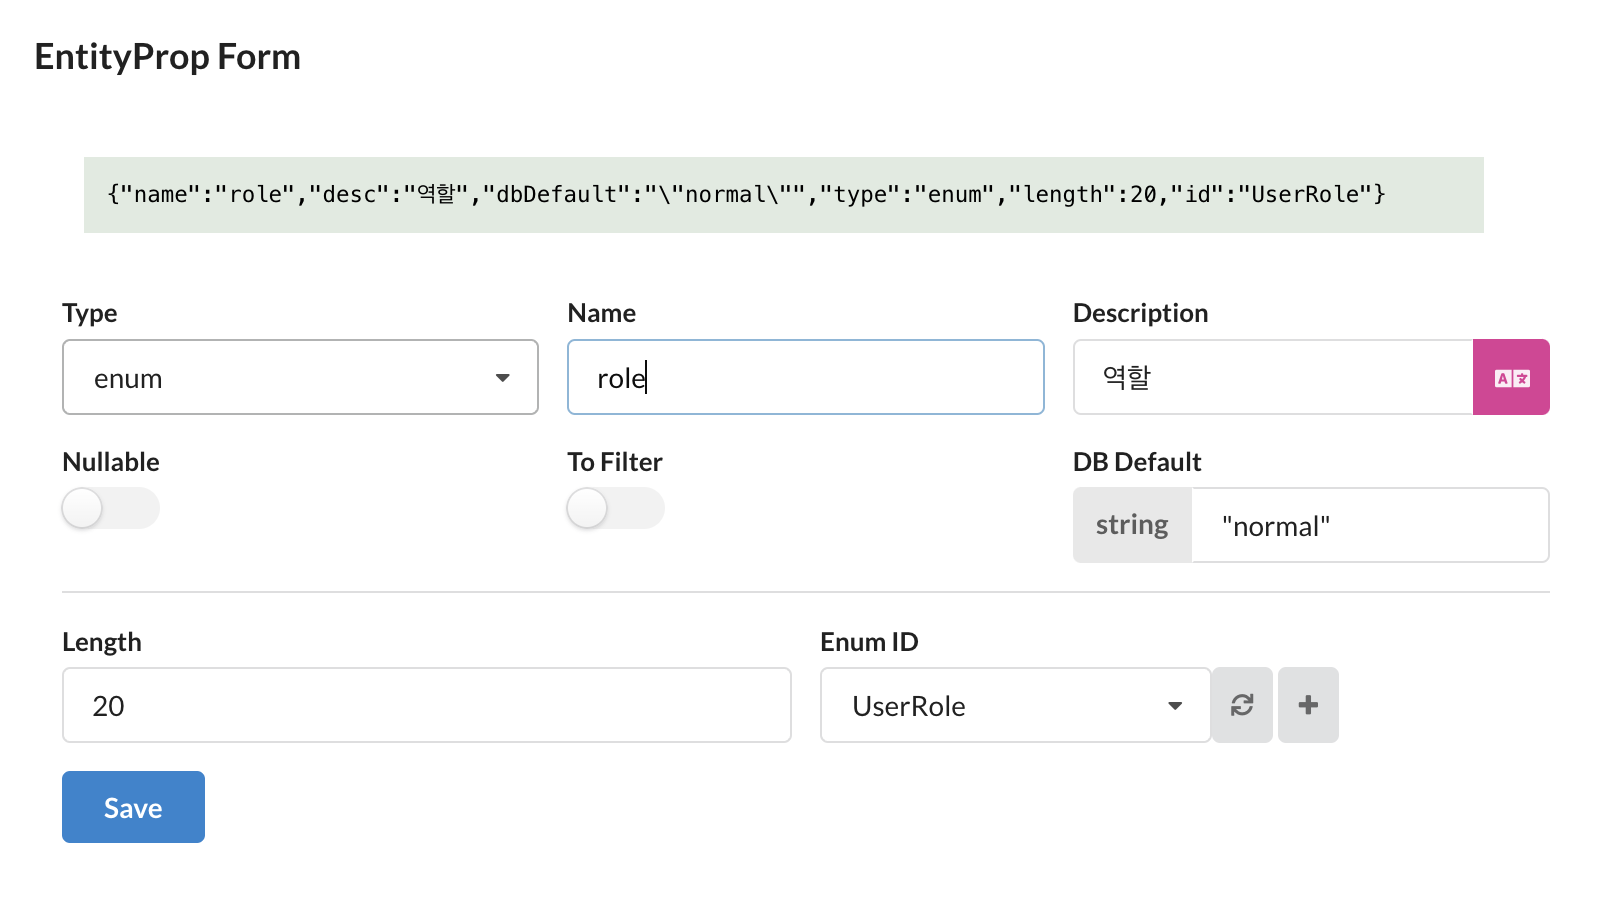 EntityProp Form
{"name":"role","desc":"역할","dbDefault":"\"normal\"","type":"enum","length":20,"id":"UserRole"}
Type Name Description
enum role 역할
Nullable To Filter DB Default
string "normal"
Length Enum ID
20 UserRole
Save